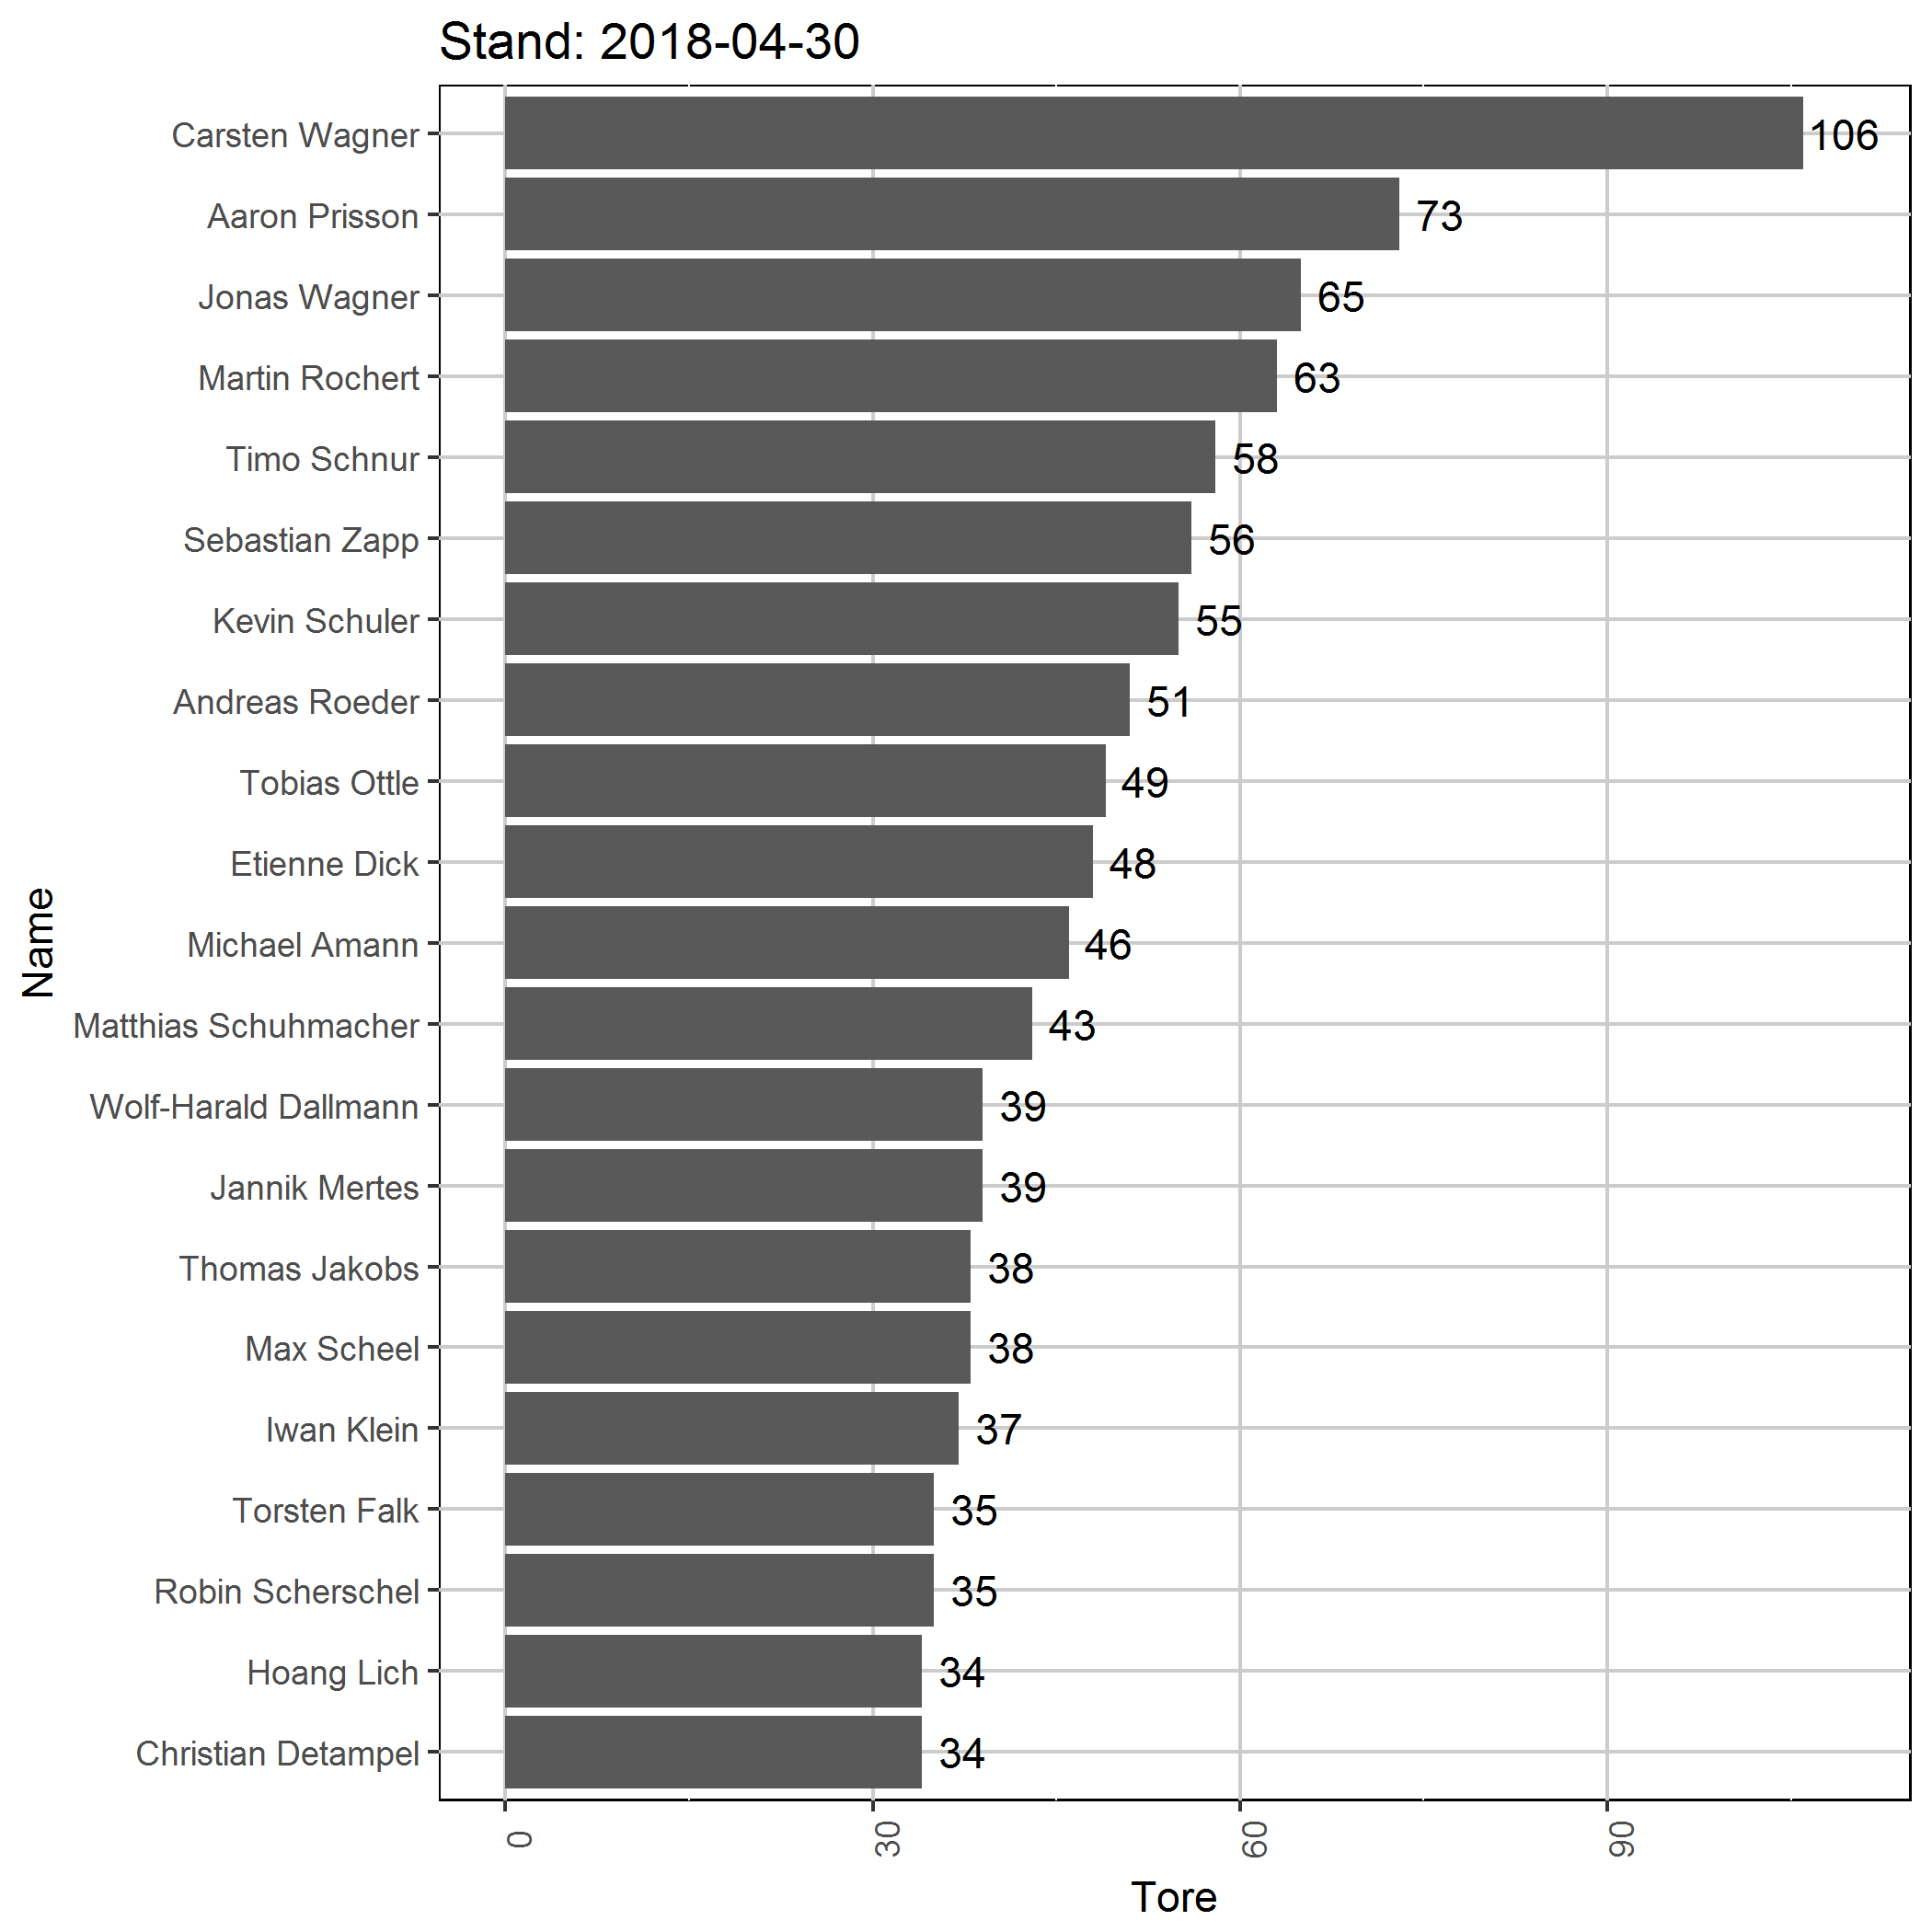 Stand: 2018-04-30
Carsten Wagner 106
Aaron Prisson 73
Jonas Wagner 65
Martin Rochert 63
Timo Schnur 58
Sebastian Zapp 56
Kevin Schuler 55
Andreas Roeder 51
Tobias Ottle 49
Etienne Dick 48
Michael Amann 46
Matthias Schuhmacher 43
Wolf-Harald Dallmann 39
Jannik Mertes 39
Thomas Jakobs 38
Max Scheel 38
Iwan Klein 37
Torsten Falk 35
Robin Scherschel 35
Hoang Lich 34
Christian Detampel 34
Name
0 30 60 90
Tore